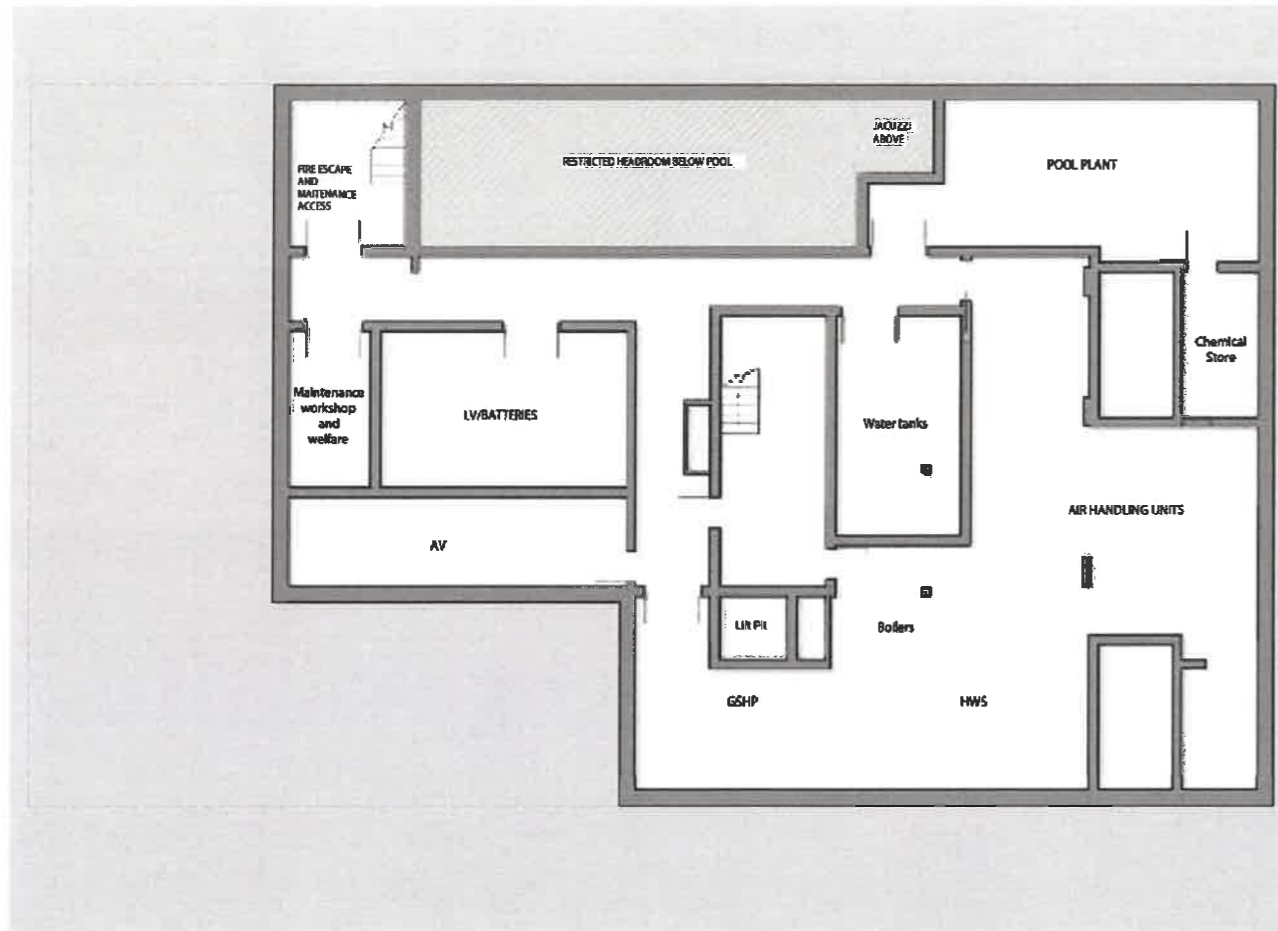 JACUZZI
ABOVE
RESTRICTED HEADROOM BELOW POOL
POOL PLANT
FIRE ESCAPE
AND
MAITENANCE
ACCESS
Chemical
Store
Maintenance
workshop
and
welfare
LV/BATTERIES
Water tanks
AIR HANDLING UNITS
AV
Lift Pit
Boilers
GSHP
HWS